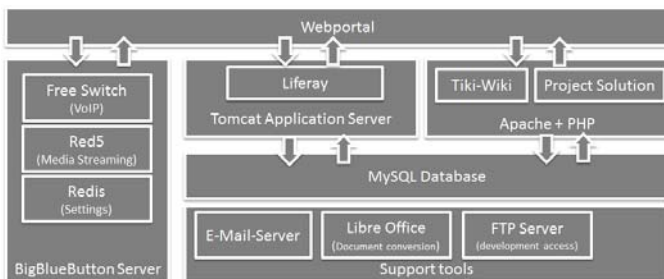 Webportal
Free Switch
(VoIP)
Red5
(Media Streaming)
Redis
(Settings)
BigBlueButton Server
Liferay
Tomcat Application Server
Tiki-Wiki
Project Solution
Apache + PHP
MySQL Database
E-Mail-Server
Libre Office
(Document conversion)
FTP Server
(development access)
Support tools